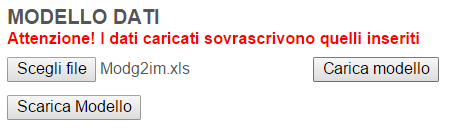 MODELLO DATI
Attenzione! I dati caricati sovrascrivono quelli inseriti
Scegli file Modg2im.xls Carica modello
Scarica Modello